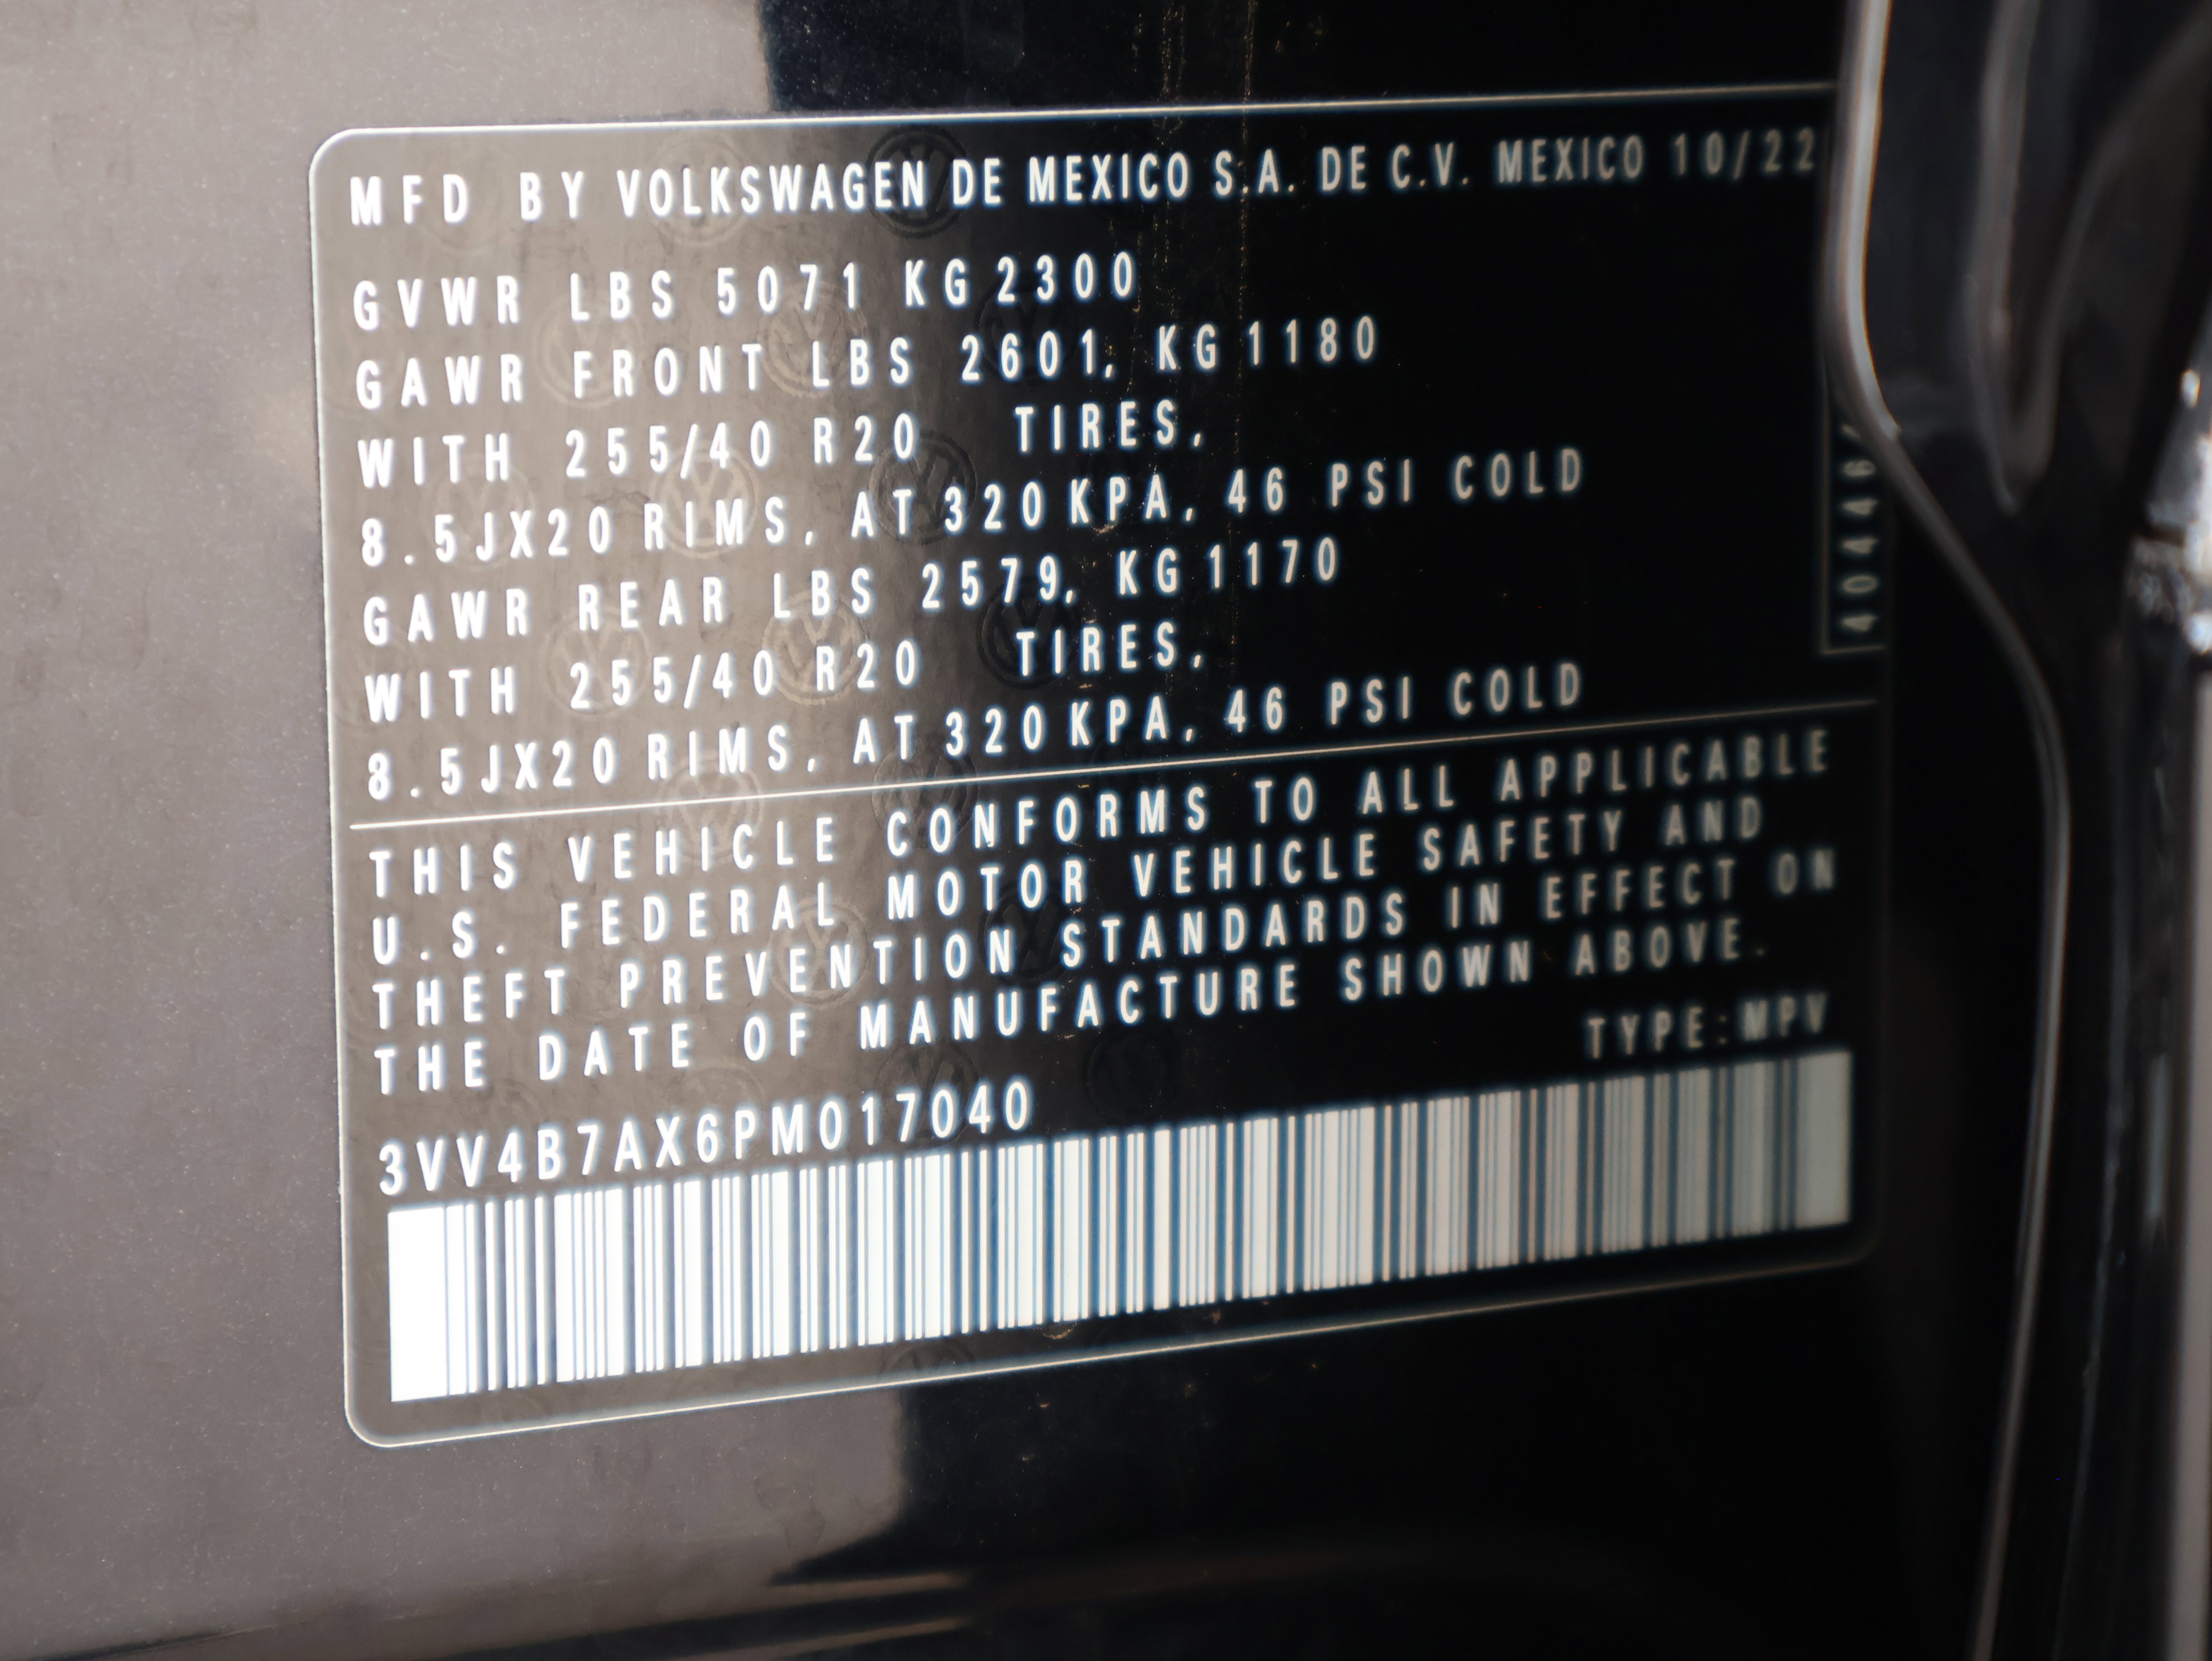 MFD BY VOLKSWAGEN DE MEXICO S.A. DE C.V. MEXICO 10/22
GVWR LBS 5071 KG 2300
GAWR FRONT LBS 2601, KG 1180
WITH 255/40 R20 TIRES,
8.5JX20 RIMS, AT 320 KPA, 46 PSI COLD
GAWR REAR LBS 2579, KG 1170
WITH 255/40 R20 TIRES,
8.5JX20 RIMS, AT 320 KPA, 46 PSI COLD
THIS VEHICLE CONFORMS TO ALL APPLICABLE
U.S. FEDERAL MOTOR VEHICLE SAFETY AND
THEFT PREVENTION STANDARDS IN EFFECT ON
THE DATE OF MANUFACTURE SHOWN ABOVE.
TYPE:MPV
3VV4B7AX6PM017040